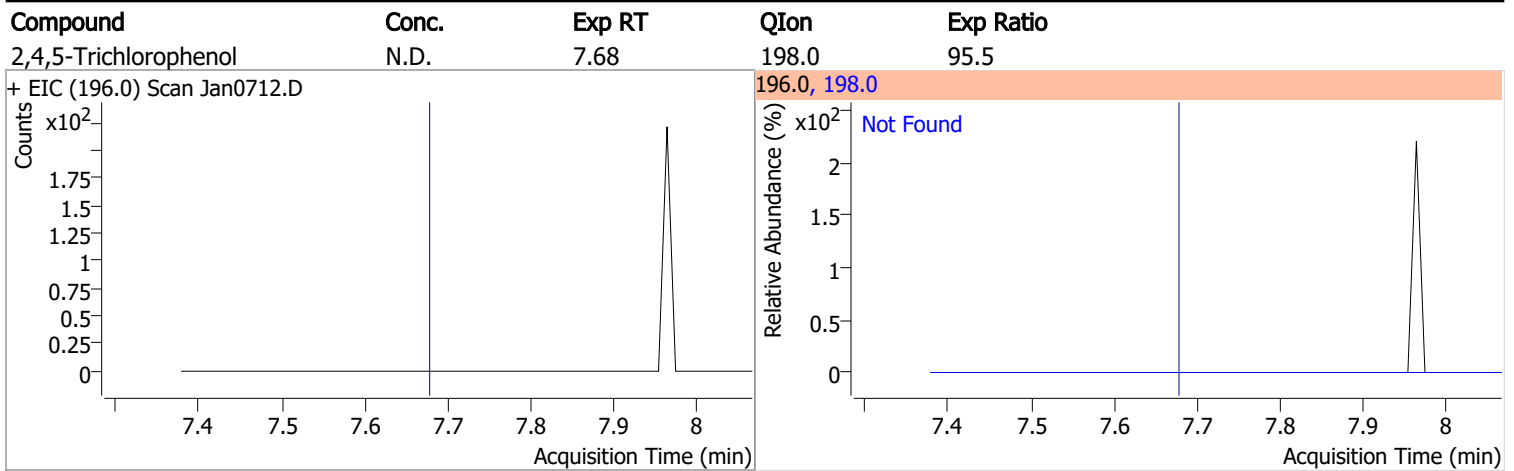 Compound Conc. Exp RT QIon Exp Ratio
2,4,5-Trichlorophenol N.D. 7.68 198.0 95.5
+ EIC (196.0) Scan Jan0712.D
Counts
x10²
1.75
1.5
1.25
1
0.75
0.5
0.25
0
7.4 7.5 7.6 7.7 7.8 7.9 8
Acquisition Time (min)
196.0, 198.0
Relative Abundance (%)
x10²
Not Found
2
1.5
1
0.5
0
7.4 7.5 7.6 7.7 7.8 7.9 8
Acquisition Time (min)